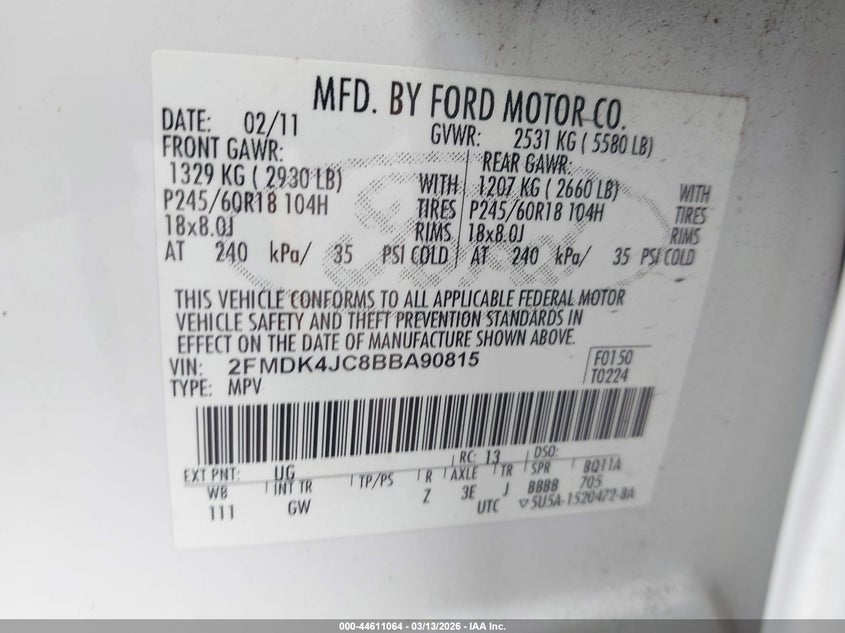 MFD. BY FORD MOTOR CO.
DATE: 02/11 GVWR: 2531 KG ( 5580 LB)
FRONT GAWR: REAR GAWR:
1329 KG ( 2930 LB) WITH 1207 KG ( 2660 LB) WITH
P245/60R18 104H TIRES P245/60R18 104H TIRES
18x8.0J RIMS 18x8.0J RIMS
AT 240 kPa/ 35 PSI COLD AT 240 kPa/ 35 PSI COLD
THIS VEHICLE CONFORMS TO ALL APPLICABLE FEDERAL MOTOR
VEHICLE SAFETY AND THEFT PREVENTION STANDARDS IN
EFFECT ON THE DATE OF MANUFACTURE SHOWN ABOVE.
VIN: 2FMDK4JC8BBA90815 F0150
TYPE: MPV T0224
EXT PNT: UG RC: 13 DSO:
WB INT TR TP/PS R AXLE TR SPR BQ11A
111 GW Z 3E J BBBB 705
UTC ▽5U5A-1520472-BA
000-44611064 - 03/13/2026 - IAA Inc.